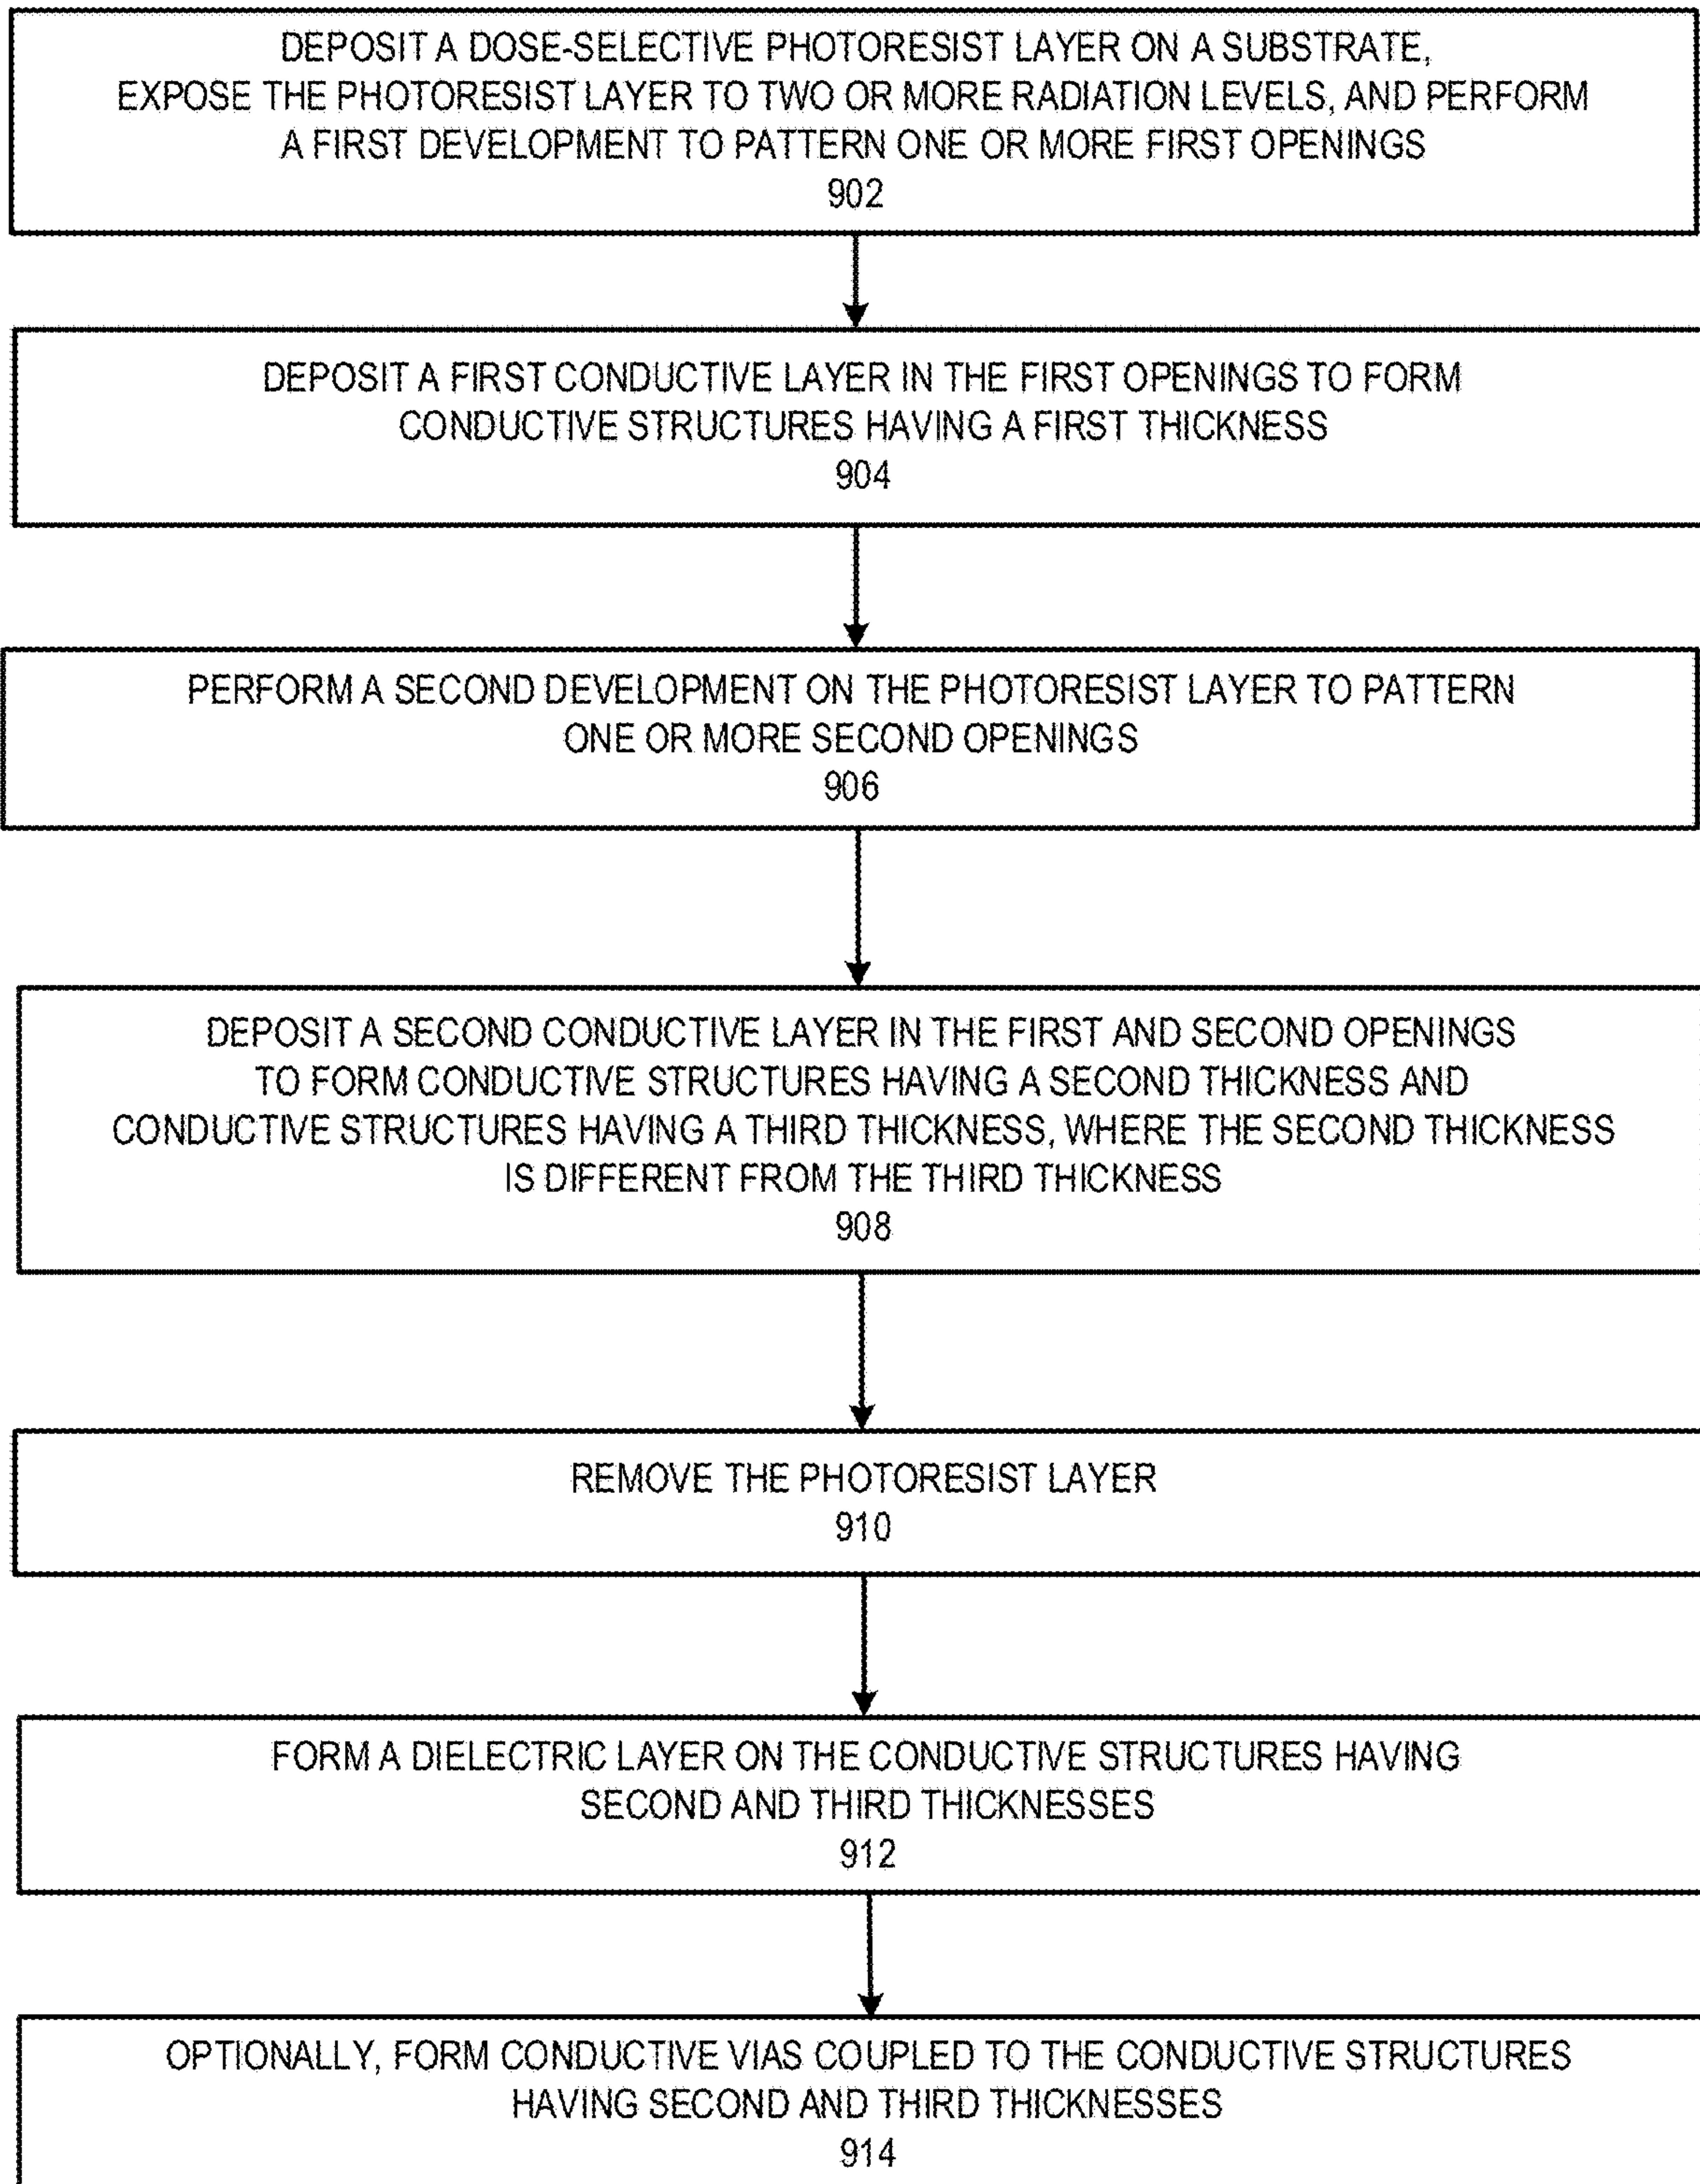 DEPOSIT A DOSE-SELECTIVE PHOTORESIST LAYER ON A SUBSTRATE,
EXPOSE THE PHOTORESIST LAYER TO TWO OR MORE RADIATION LEVELS, AND PERFORM
A FIRST DEVELOPMENT TO PATTERN ONE OR MORE FIRST OPENINGS
902
DEPOSIT A FIRST CONDUCTIVE LAYER IN THE FIRST OPENINGS TO FORM
CONDUCTIVE STRUCTURES HAVING A FIRST THICKNESS
904
PERFORM A SECOND DEVELOPMENT ON THE PHOTORESIST LAYER TO PATTERN
ONE OR MORE SECOND OPENINGS
906
DEPOSIT A SECOND CONDUCTIVE LAYER IN THE FIRST AND SECOND OPENINGS
TO FORM CONDUCTIVE STRUCTURES HAVING A SECOND THICKNESS AND
CONDUCTIVE STRUCTURES HAVING A THIRD THICKNESS, WHERE THE SECOND THICKNESS
IS DIFFERENT FROM THE THIRD THICKNESS
908
REMOVE THE PHOTORESIST LAYER
910
FORM A DIELECTRIC LAYER ON THE CONDUCTIVE STRUCTURES HAVING
SECOND AND THIRD THICKNESSES
912
OPTIONALLY, FORM CONDUCTIVE VIAS COUPLED TO THE CONDUCTIVE STRUCTURES
HAVING SECOND AND THIRD THICKNESSES
914